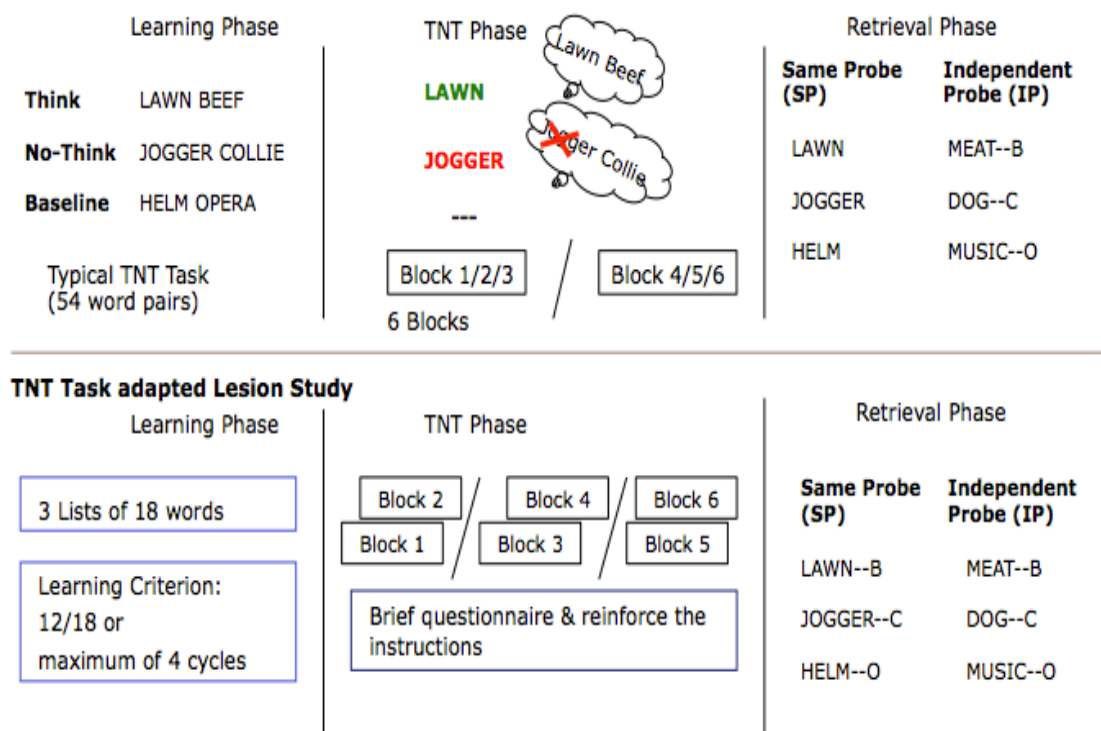 Learning Phase
TNT Phase
Retrieval Phase
Lawn Beef
Same Probe (SP)
Independent Probe (IP)
Think LAWN BEEF
LAWN
LAWN MEAT--B
No-Think JOGGER COLLIE
JOGGER
Collie
JOGGER DOG--C
Baseline HELM OPERA
---
HELM MUSIC--O
Typical TNT Task
(54 word pairs)
Block 1/2/3
Block 4/5/6
6 Blocks
TNT Task adapted Lesion Study
Learning Phase
TNT Phase
Retrieval Phase
3 Lists of 18 words
Learning Criterion:
12/18 or
maximum of 4 cycles
Block 2 Block 4 Block 6
Block 1 Block 3 Block 5
Brief questionnaire & reinforce the
instructions
Same Probe (SP)
Independent Probe (IP)
LAWN--B MEAT--B
JOGGER--C DOG--C
HELM--O MUSIC--O